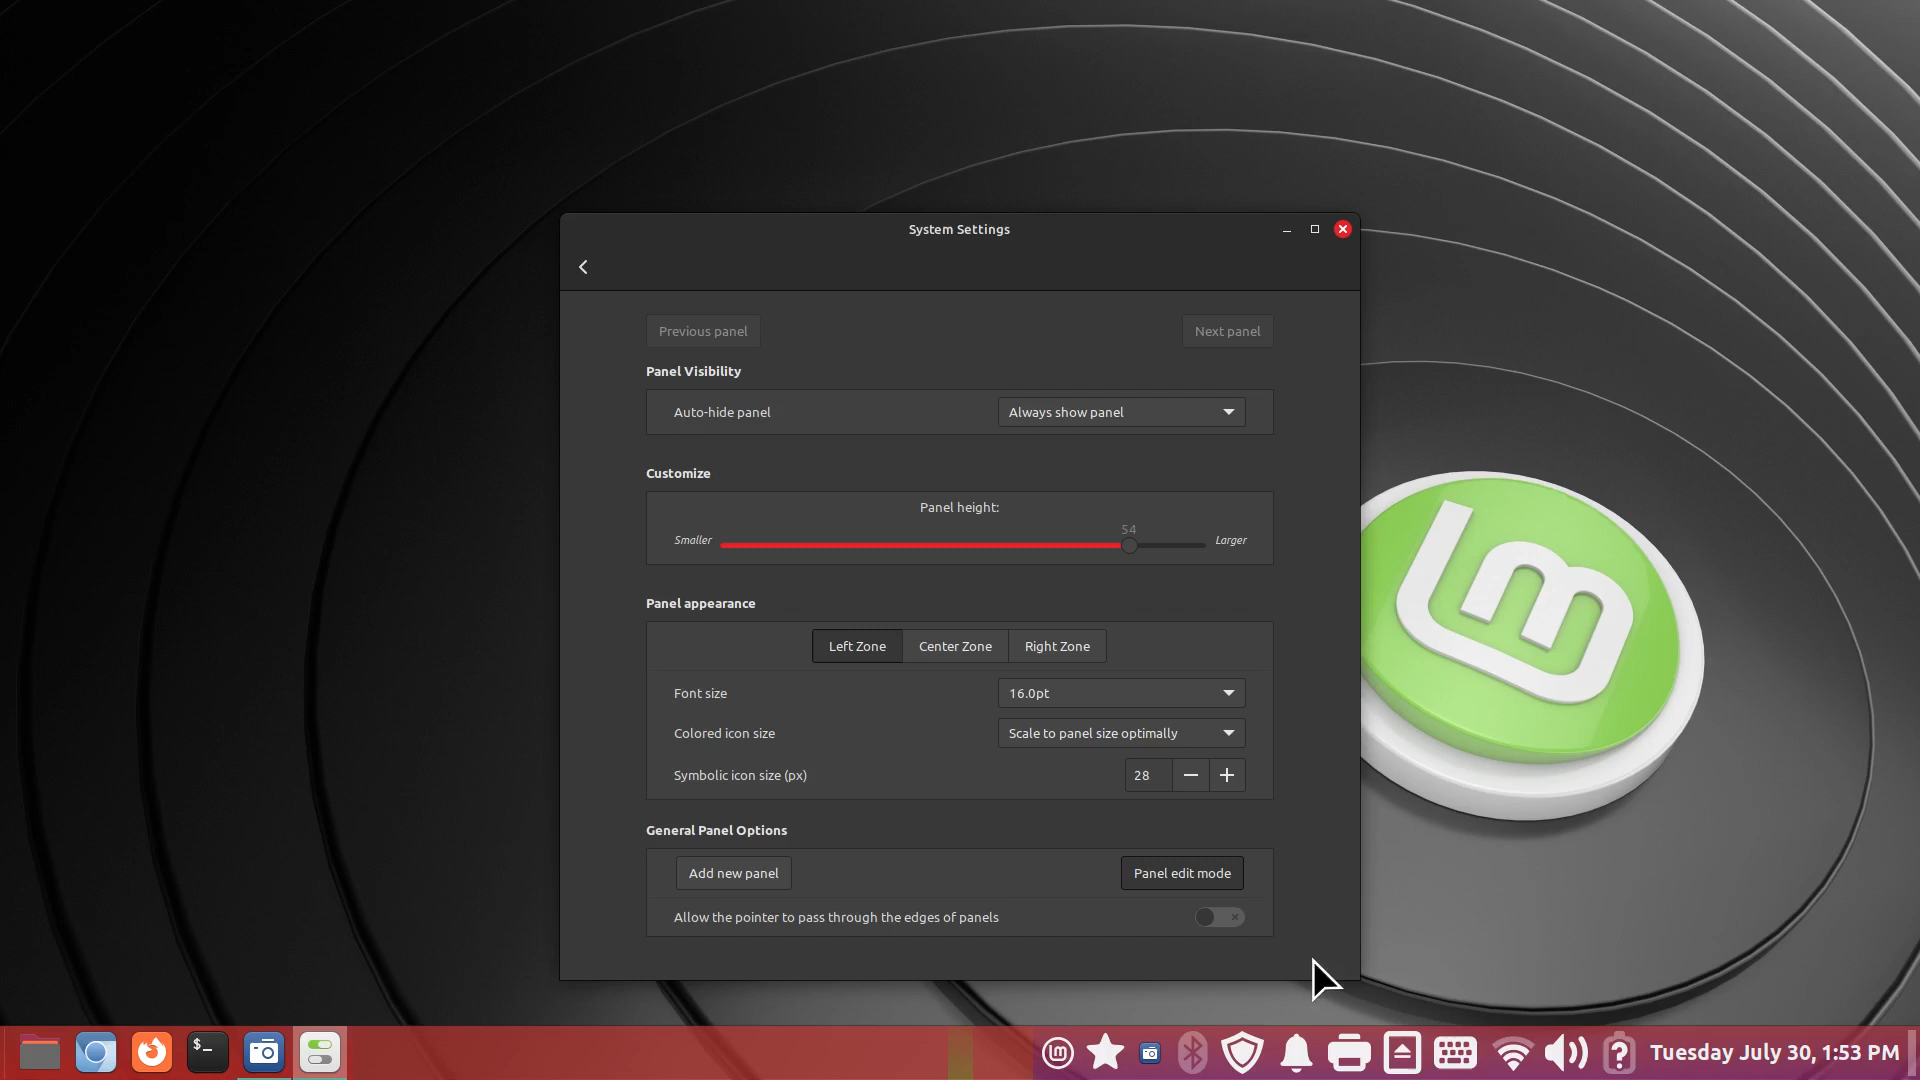 System Settings
Previous panel
Next panel
Panel Visibility
Auto-hide panel
Always show panel
Customize
Panel height:
54
Smaller
Larger
Panel appearance
Left Zone
Center Zone
Right Zone
Font size
16.0pt
Colored icon size
Scale to panel size optimally
Symbolic icon size (px)
28
General Panel Options
Add new panel
Panel edit mode
Allow the pointer to pass through the edges of panels
$_
Tuesday July 30, 1:53 PM